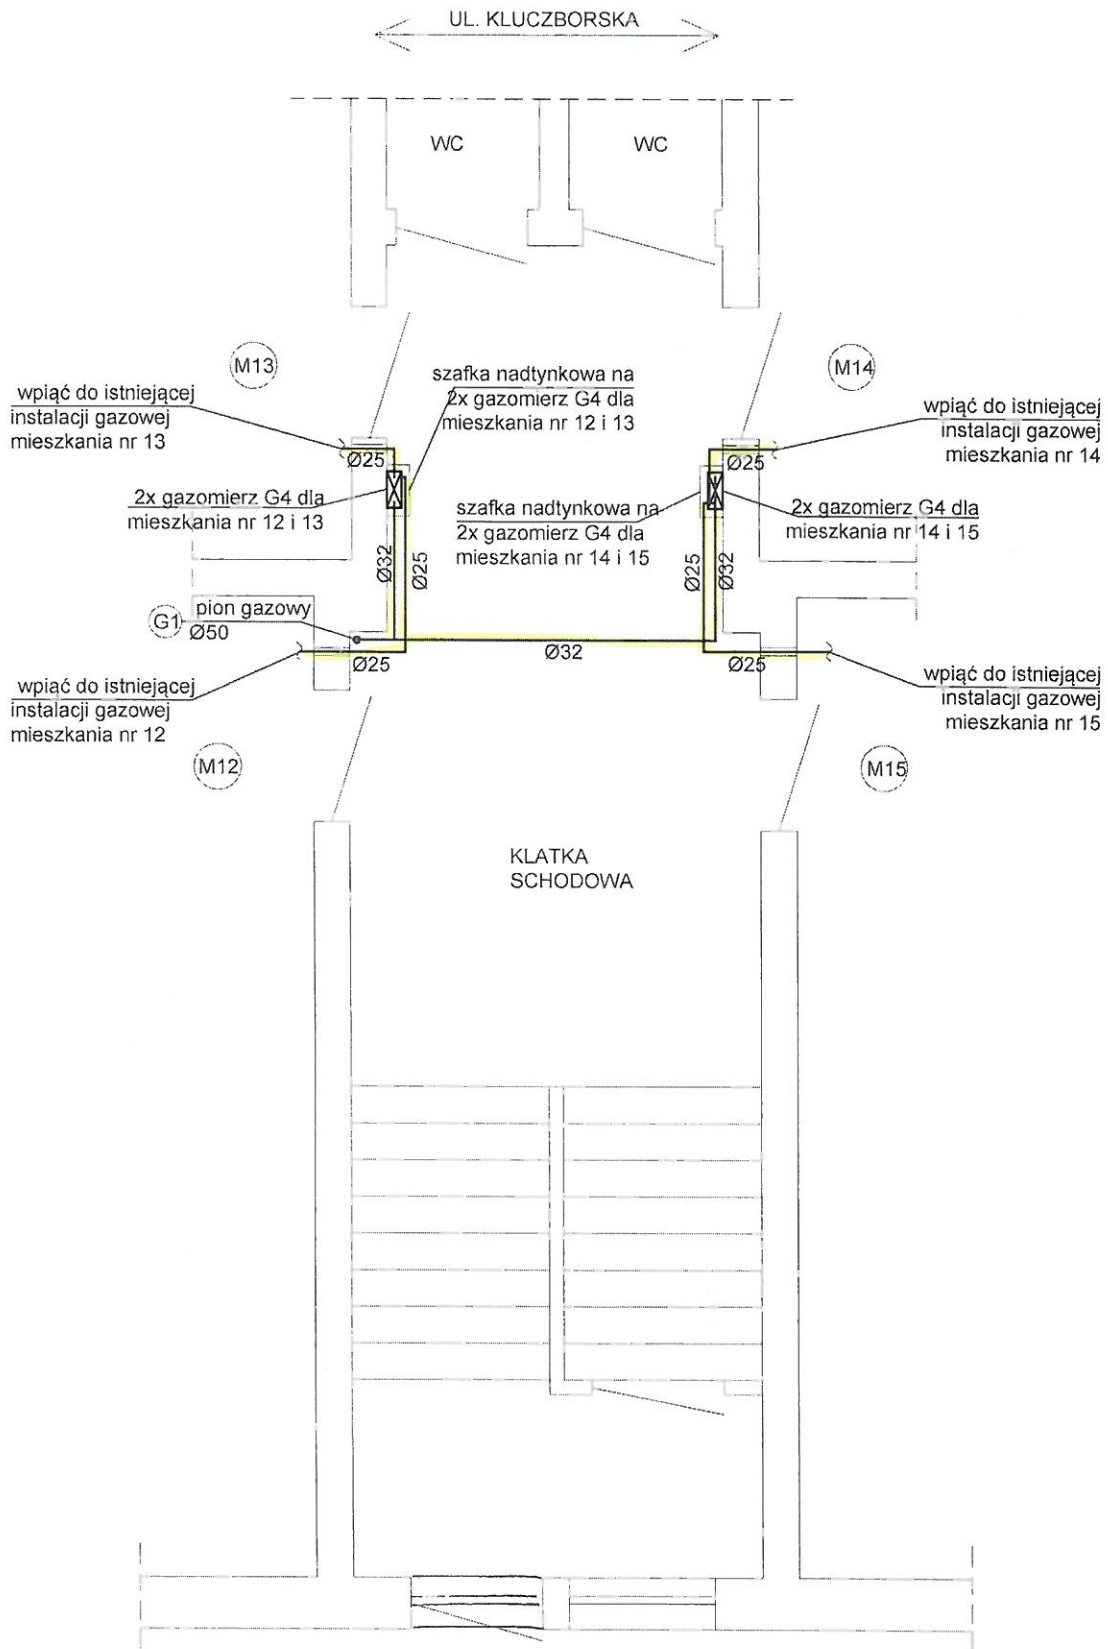 UL. KLUCZBORSKA
WC
WC
M13
M14
szafka nadtynkowa na
2x gazomierz G4 dla
mieszkania nr 12 i 13
wpiąć do istniejącej
instalacji gazowej
mieszkania nr 13
wpiąć do istniejącej
instalacji gazowej
mieszkania nr 14
Ø25
Ø25
2x gazomierz G4 dla
mieszkania nr 12 i 13
szafka nadtynkowa na
2x gazomierz G4 dla
mieszkania nr 14 i 15
2x gazomierz G4 dla
mieszkania nr 14 i 15
Ø32
Ø25
Ø25
Ø32
G1
pion gazowy
Ø50
Ø25
Ø32
Ø25
wpiąć do istniejącej
instalacji gazowej
mieszkania nr 12
wpiąć do istniejącej
instalacji gazowej
mieszkania nr 15
M12
M15
KLATKA
SCHODOWA